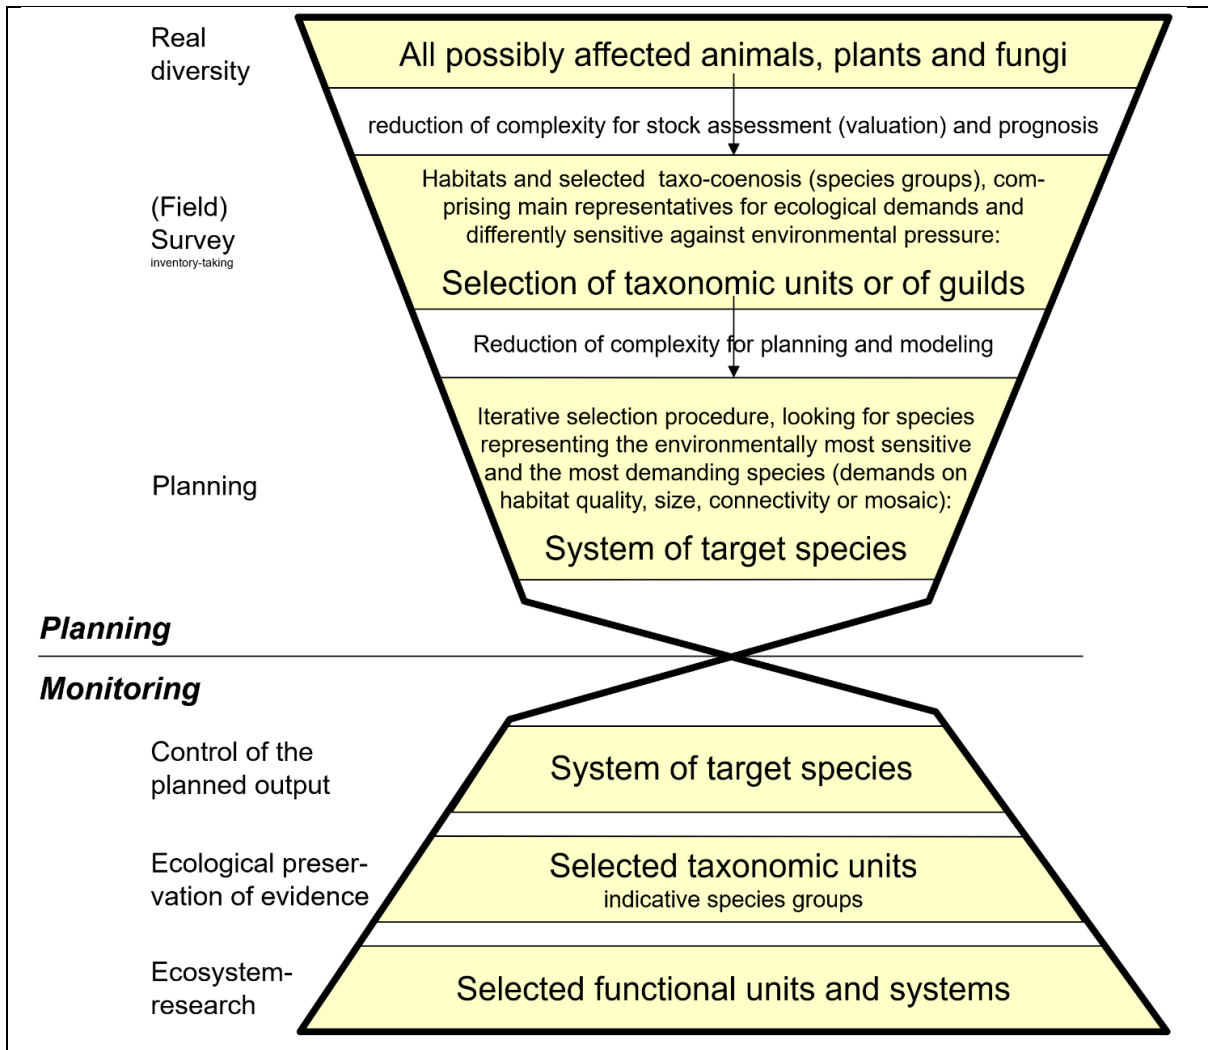 Real
diversity
All possibly affected animals, plants and fungi
reduction of complexity for stock assessment (valuation) and prognosis
(Field)
Survey
inventory-taking
Habitats and selected taxo-coenosis (species groups), com-
prising main representatives for ecological demands and
differently sensitive against environmental pressure:
Selection of taxonomic units or of guilds
Reduction of complexity for planning and modeling
Planning
Iterative selection procedure, looking for species
representing the environmentally most sensitive
and the most demanding species (demands on
habitat quality, size, connectivity or mosaic):
System of target species
Planning
Monitoring
Control of the
planned output
System of target species
Ecological preser-
vation of evidence
Selected taxonomic units
indicative species groups
Ecosystem-
research
Selected functional units and systems